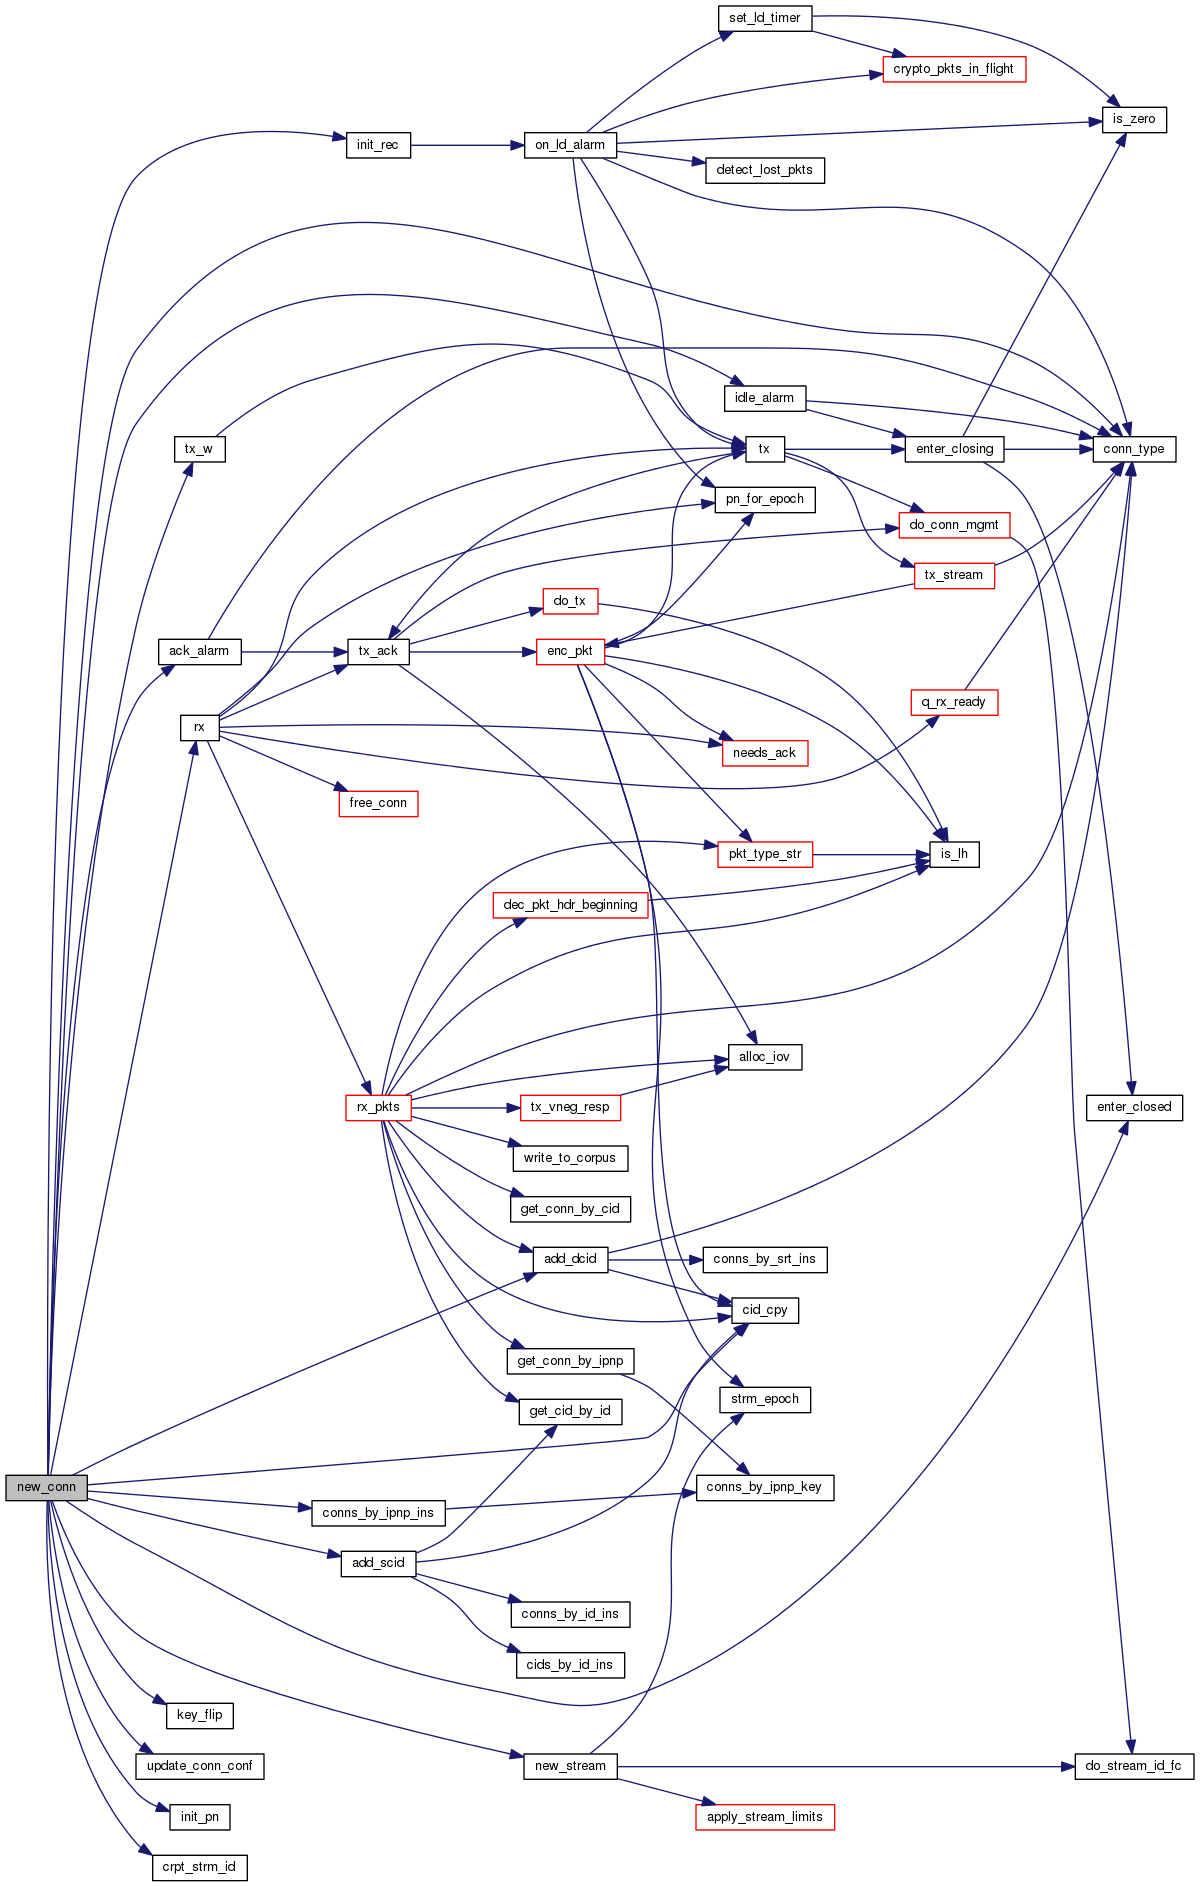 set_ld_timer
crypto_pkts_in_flight
is_zero
init_rec
on_ld_alarm
detect_lost_pkts
idle_alarm
tx_w
tx
enter_closing
conn_type
pn_for_epoch
do_conn_mgmt
tx_stream
do_tx
ack_alarm
tx_ack
enc_pkt
q_rx_ready
rx
needs_ack
free_conn
pkt_type_str
is_lh
dec_pkt_hdr_beginning
alloc_iov
rx_pkts
tx_vneg_resp
enter_closed
write_to_corpus
get_conn_by_cid
add_dcid
conns_by_srt_ins
cid_cpy
get_conn_by_ipnp
strm_epoch
get_cid_by_id
new_conn
conns_by_ipnp_key
conns_by_ipnp_ins
add_scid
conns_by_id_ins
cids_by_id_ins
key_flip
update_conn_conf
new_stream
do_stream_id_fc
init_pn
apply_stream_limits
crpt_strm_id